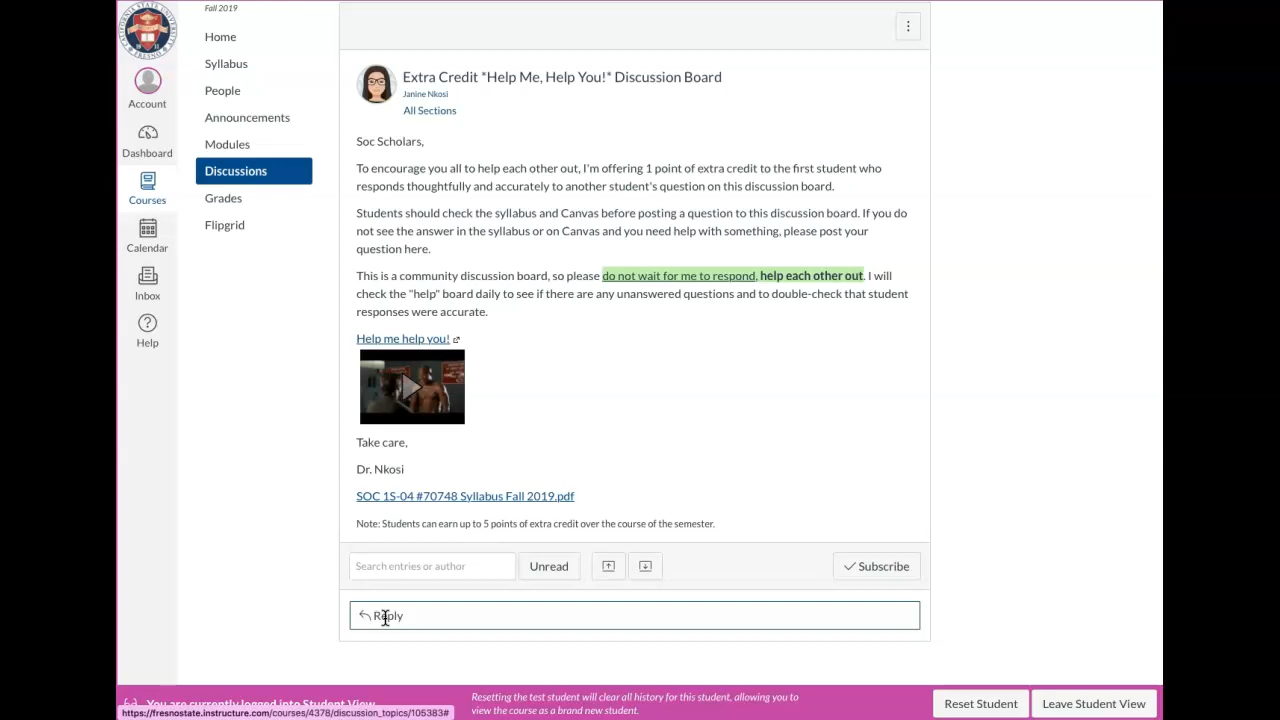 Fall 2019
Home
Syllabus
People
Announcements
Modules
Discussions
Grades
Flipgrid
Account
Dashboard
Courses
Calendar
Inbox
Help
Extra Credit *Help Me, Help You!* Discussion Board
Janine Nkosi
All Sections
Soc Scholars,
To encourage you all to help each other out, I'm offering 1 point of extra credit to the first student who
responds thoughtfully and accurately to another student's question on this discussion board.
Students should check the syllabus and Canvas before posting a question to this discussion board. If you do
not see the answer in the syllabus or on Canvas and you need help with something, please post your
question here.
This is a community discussion board, so please do not wait for me to respond, help each other out. I will
check the "help" board daily to see if there are any unanswered questions and to double-check that student
responses were accurate.
Help me help you!
Take care,
Dr. Nkosi
SOC 1S-04 #70748 Syllabus Fall 2019.pdf
Note: Students can earn up to 5 points of extra credit over the course of the semester.
Search entries or author
Unread
Subscribe
Reply
You are currently logged into Student View
https://fresnostate.instructure.com/courses/4378/discussion_topics/105383#
Resetting the test student will clear all history for this student, allowing you to
view the course as a brand new student.
Reset Student
Leave Student View